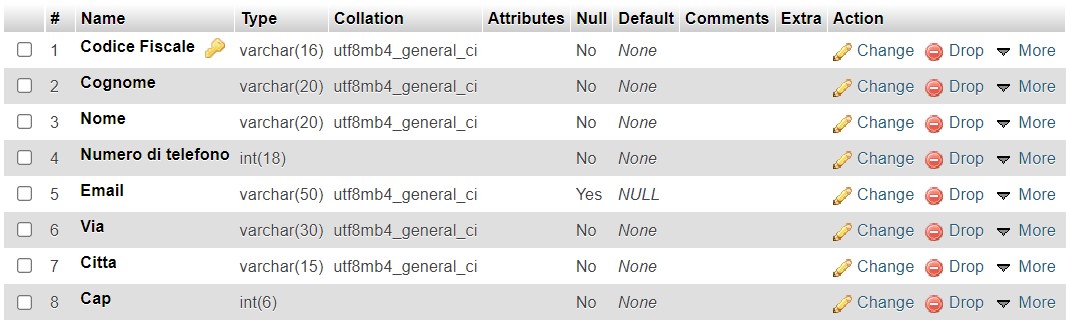 # Name Type Collation Attributes Null Default Comments Extra Action
1 Codice Fiscale varchar(16) utf8mb4_general_ci No None Change Drop More
2 Cognome varchar(20) utf8mb4_general_ci No None Change Drop More
3 Nome varchar(20) utf8mb4_general_ci No None Change Drop More
4 Numero di telefono int(18) No None Change Drop More
5 Email varchar(50) utf8mb4_general_ci Yes NULL Change Drop More
6 Via varchar(30) utf8mb4_general_ci No None Change Drop More
7 Citta varchar(15) utf8mb4_general_ci No None Change Drop More
8 Cap int(6) No None Change Drop More